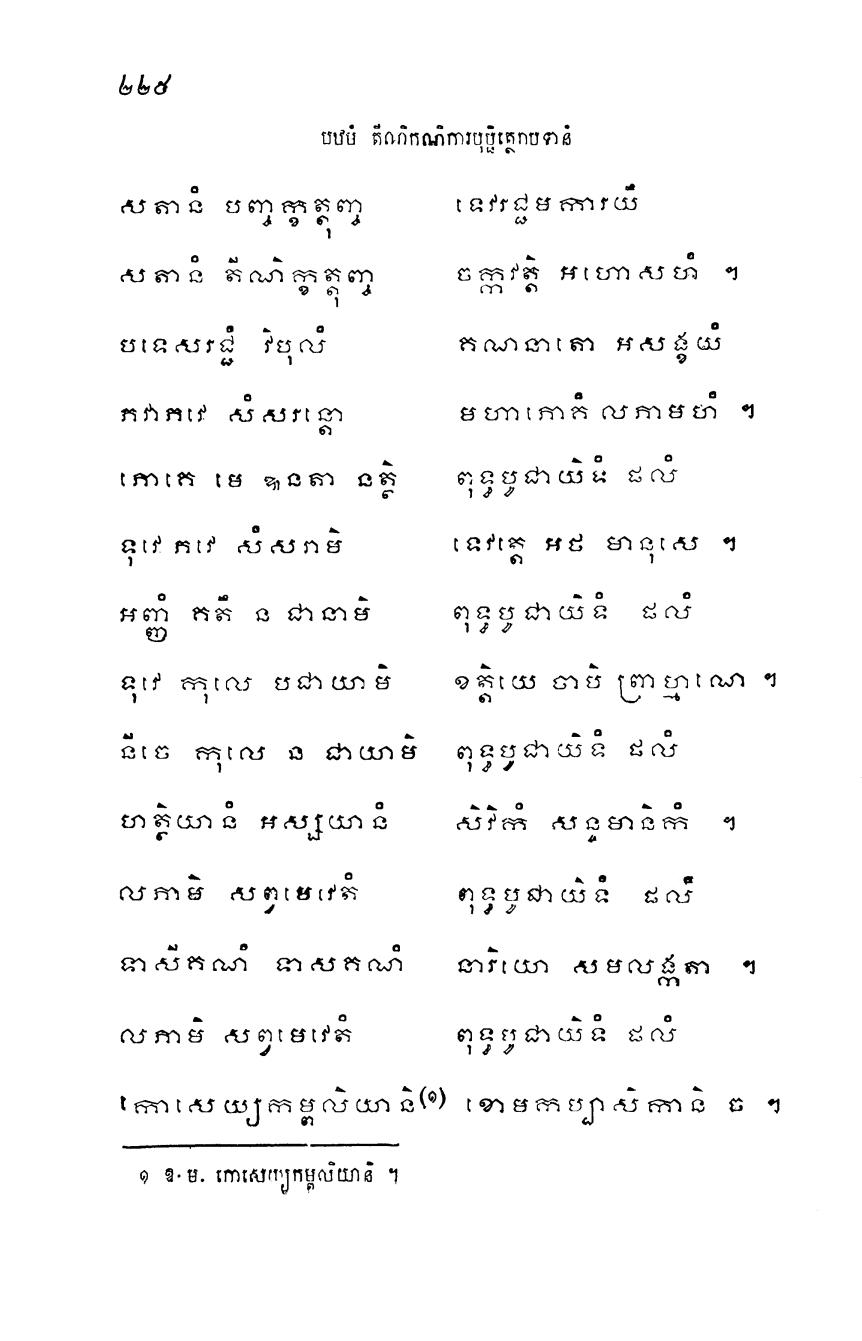 ២២៤
បឋមំ តីណិកណិការបុប្ផិត្ថេរាបទានំ
សតានំ បញ្ចក្ខត្តុញ្ច ទេវរជ្ជមការយឹ
សតានំ តីណិក្ខត្តុញ្ច ចក្កវត្តិ អហោសហំ ។
បទេសរជ្ជំ វិបុលំ គណនាតោ អសង្ខយំ
ភវាភវេ សំសរន្តោ មហាភោគំ លភាមហំ ។
ភោគេ មេ ឩនតា នត្ថិ ពុទ្ធបូជាយិទំ ផលំ
ទុវេ ភវេ សំសរាមិ ទេវត្តេ អថ មានុសេ ។
អញ្ញំ គតឹ ន ជានាមិ ពុទ្ធបូជាយិទំ ផលំ
ទុវេ កុលេ បជាយាមិ ខត្តិយេ ចាបិ ព្រាហ្មណេ ។
នីចេ កុលេ ន ជាយាមិ ពុទ្ធបូជាយិទំ ផលំ
ហត្ថិយានំ អស្សយានំ សិវិកំ សន្ទមានិកំ ។
លភាមិ សព្វមេវេតំ ពុទ្ធបូជាយិទំ ផលំ
ទាសីគណំ ទាសគណំ នារិយោ សមលង្កតា ។
លភាមិ សព្វមេវេតំ ពុទ្ធបូជាយិទំ ផលំ
កោសេយ្យកម្ពលិយានិ(១) ខោមកប្បាសិកានិ ច ។
១ ឱ. ម. កោសេយ្យកម្ពលិយានិ ។